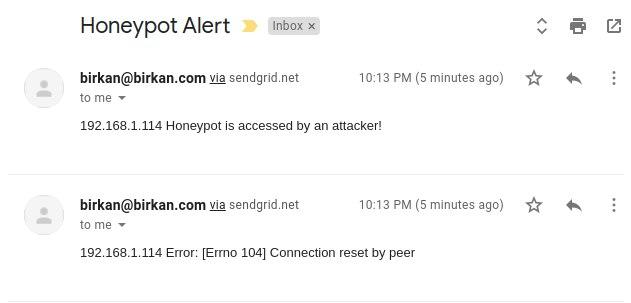 Honeypot Alert
Inbox ×
birkan@birkan.com via sendgrid.net 10:13 PM (5 minutes ago)
to me
192.168.1.114 Honeypot is accessed by an attacker!
birkan@birkan.com via sendgrid.net 10:13 PM (5 minutes ago)
to me
192.168.1.114 Error: [Errno 104] Connection reset by peer